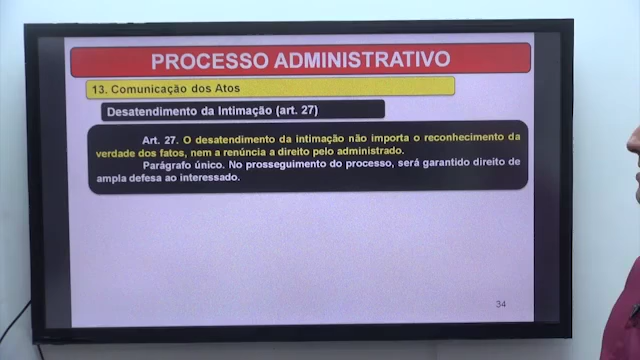 PROCESSO ADMINISTRATIVO
13. Comunicação dos Atos
Desatendimento da Intimação (art. 27)
Art. 27. O desatendimento da intimação não importa o reconhecimento da
verdade dos fatos, nem a renúncia a direito pelo administrado.
Parágrafo único. No prosseguimento do processo, será garantido direito de
ampla defesa ao interessado.
34